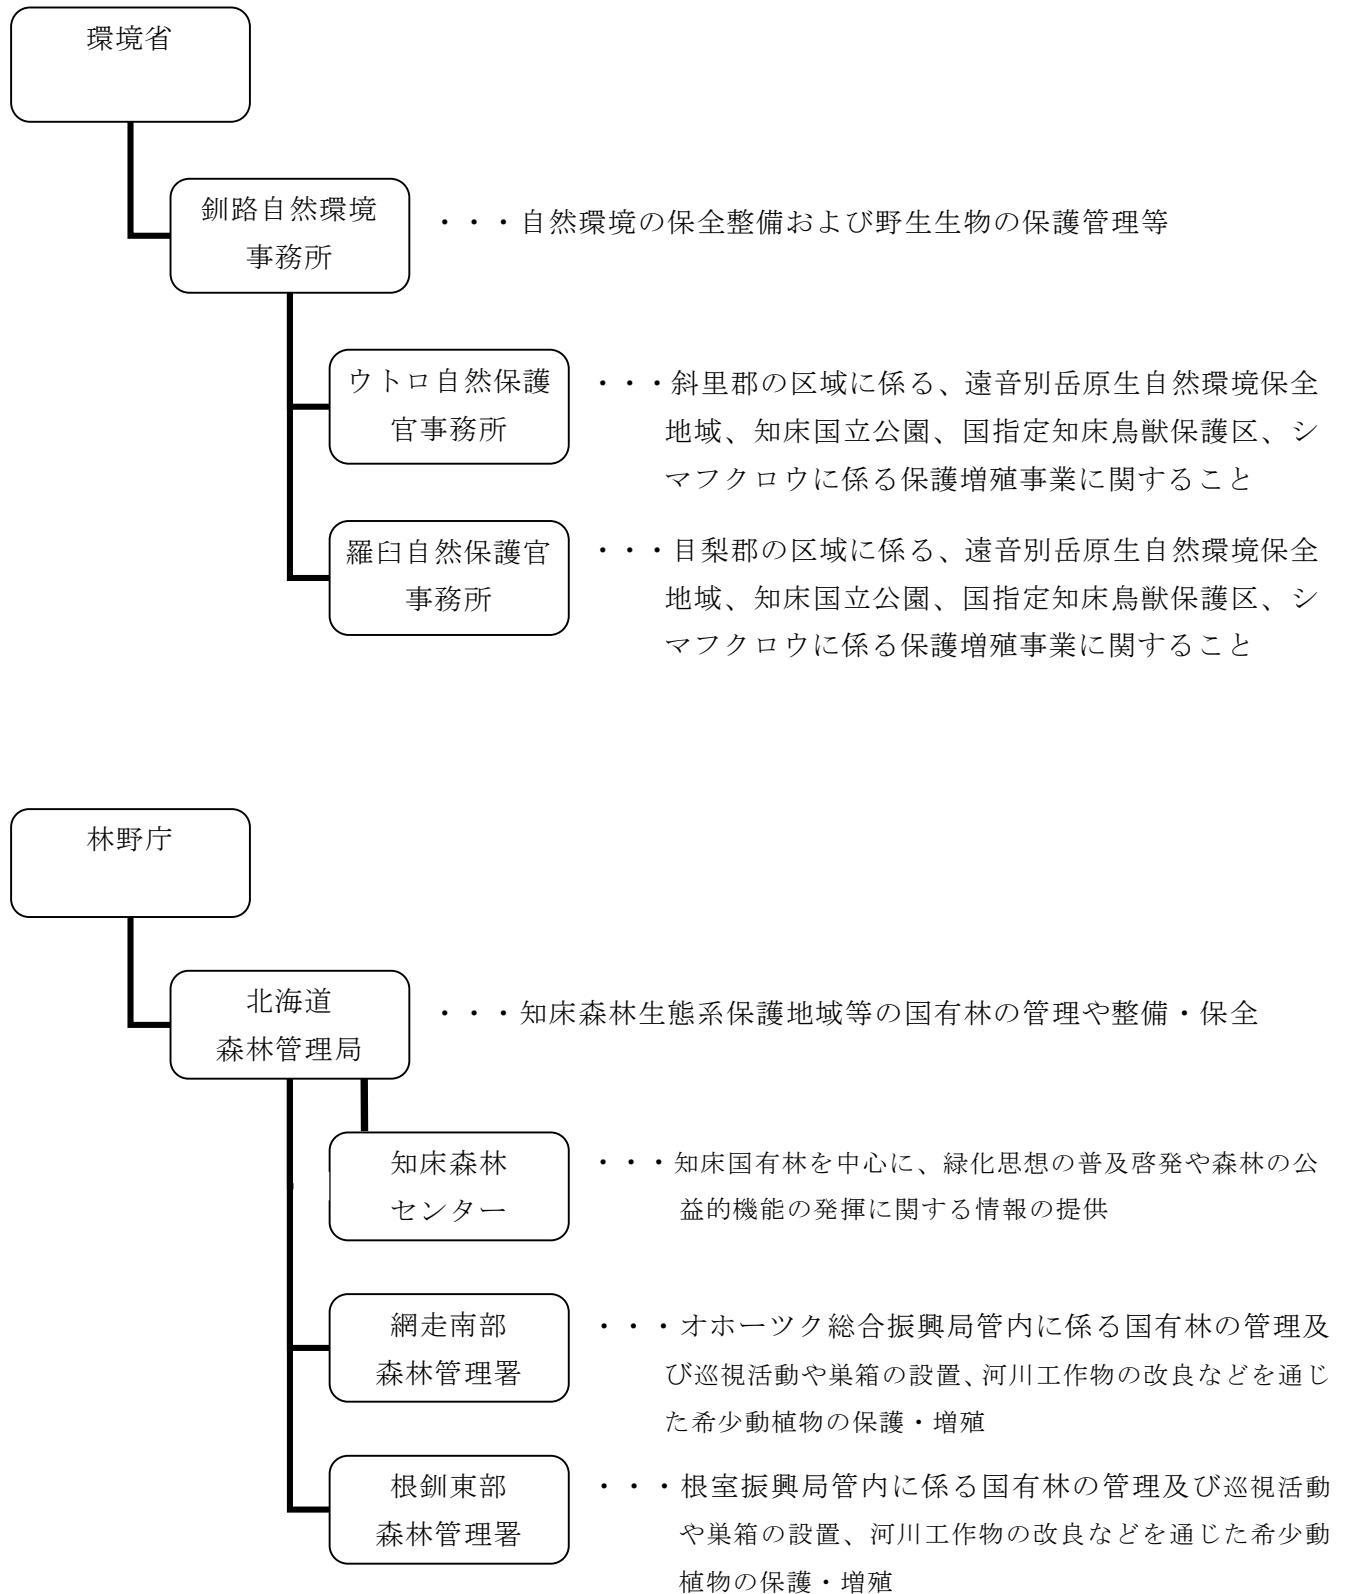 環境省
釧路自然環境
事務所
・・・自然環境の保全整備および野生生物の保護管理等
ウトロ自然保護
官事務所
・・・斜里郡の区域に係る、遠音別岳原生自然環境保全
地域、知床国立公園、国指定知床鳥獣保護区、シ
マフクロウに係る保護増殖事業に関すること
羅臼自然保護官
事務所
・・・目梨郡の区域に係る、遠音別岳原生自然環境保全
地域、知床国立公園、国指定知床鳥獣保護区、シ
マフクロウに係る保護増殖事業に関すること
林野庁
北海道
森林管理局
・・・知床森林生態系保護地域等の国有林の管理や整備・保全
知床森林
センター
・・・知床国有林を中心に、緑化思想の普及啓発や森林の公
益的機能の発揮に関する情報の提供
網走南部
森林管理署
・・・オホーツク総合振興局管内に係る国有林の管理及
び巡視活動や巣箱の設置、河川工作物の改良などを通じ
た希少動植物の保護・増殖
根釧東部
森林管理署
・・・根室振興局管内に係る国有林の管理及び巡視活動
や巣箱の設置、河川工作物の改良などを通じた希少動
植物の保護・増殖